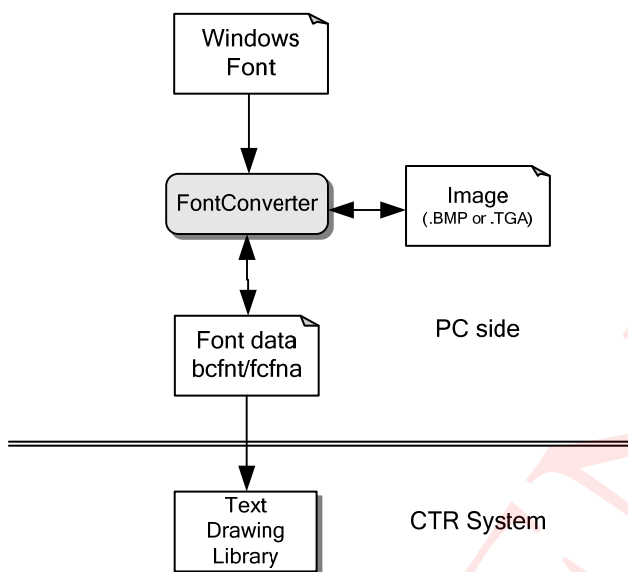 Windows
Font
FontConverter
Image
(.BMP or .TGA)
Font data
bcfnt/fcfna
PC side
Text
Drawing
Library
CTR System